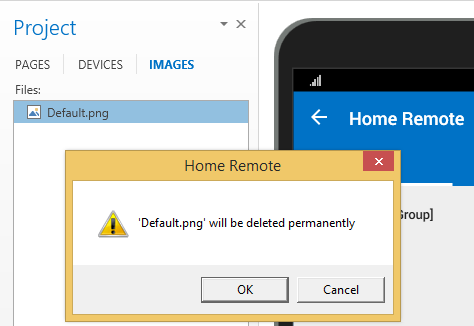 Project
PAGES DEVICES IMAGES
Files:
Default.png
Home Remote
Home Remote
'Default.png' will be deleted permanently
Group]
OK Cancel